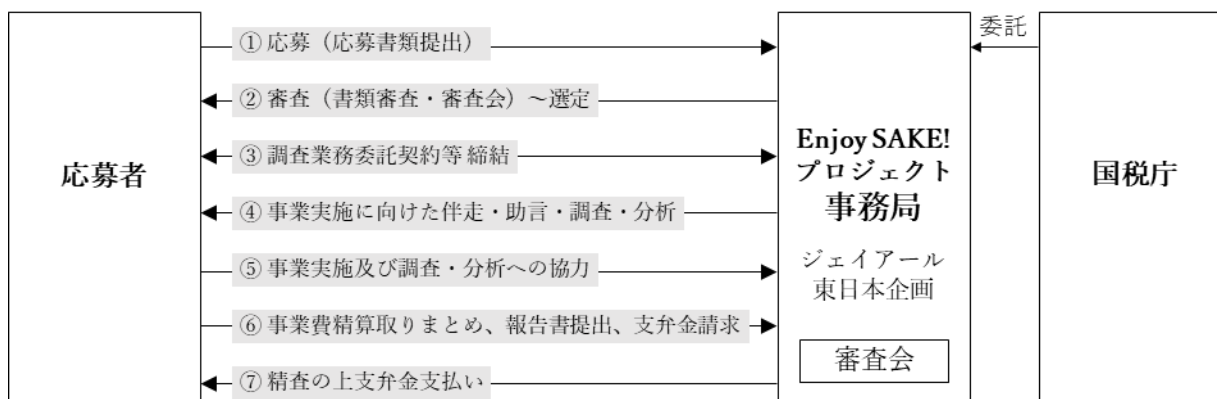 応募者
① 応募（応募書類提出）
② 審査（書類審査・審査会）～選定
③ 調査業務委託契約等 締結
④ 事業実施に向けた伴走・助言・調査・分析
⑤ 事業実施及び調査・分析への協力
⑥ 事業費精算取りまとめ、報告書提出、支弁金請求
⑦ 精査の上支弁金支払い
Enjoy SAKE!
プロジェクト
事務局
ジェイアール
東日本企画
審査会
委託
国税庁